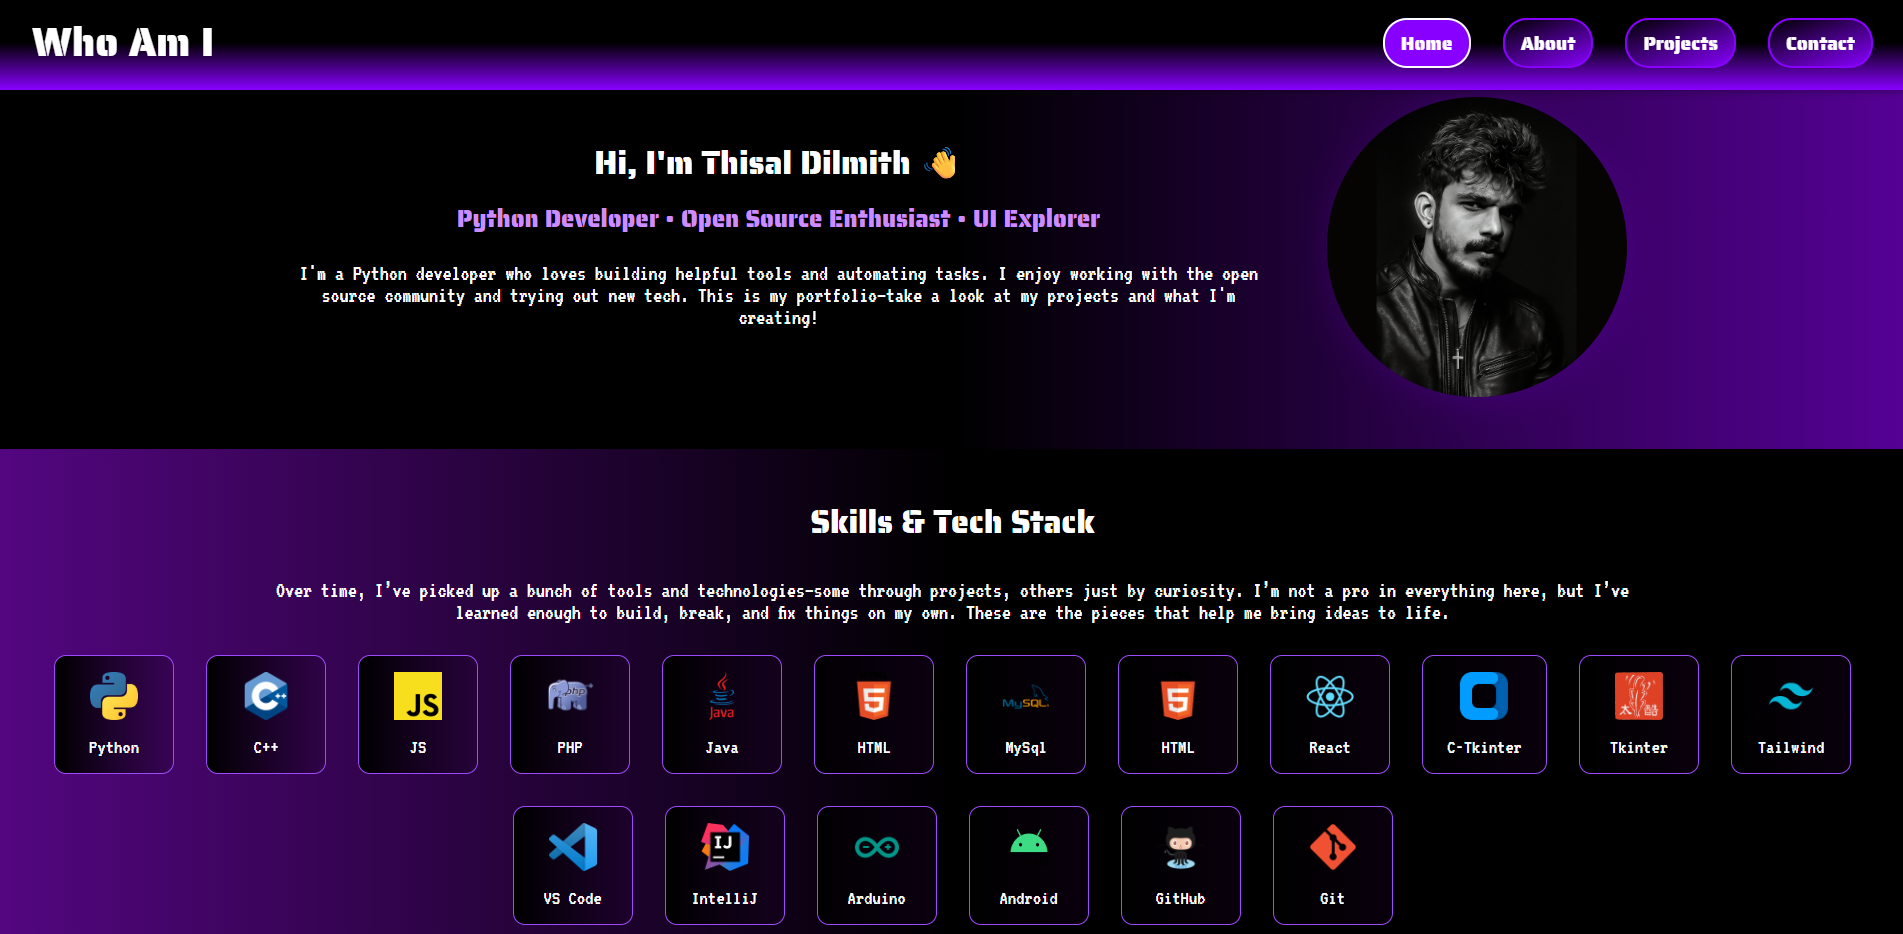 Who Am I
Home
About
Projects
Contact
Hi, I'm Thisal Dilmith 👋
Python Developer • Open Source Enthusiast • UI Explorer
I'm a Python developer who loves building helpful tools and automating tasks. I enjoy working with the open
source community and trying out new tech. This is my portfolio—take a look at my projects and what I'm
creating!
Skills & Tech Stack
Over time, I’ve picked up a bunch of tools and technologies—some through projects, others just by curiosity. I’m not a pro in everything here, but I’ve
learned enough to build, break, and fix things on my own. These are the pieces that help me bring ideas to life.
JS
php
Java
5
MySQL
5
太酷
Python
C++
JS
PHP
Java
HTML
MySql
HTML
React
C-Tkinter
Tkinter
Tailwind
IJ
VS Code
IntelliJ
Arduino
Android
GitHub
Git